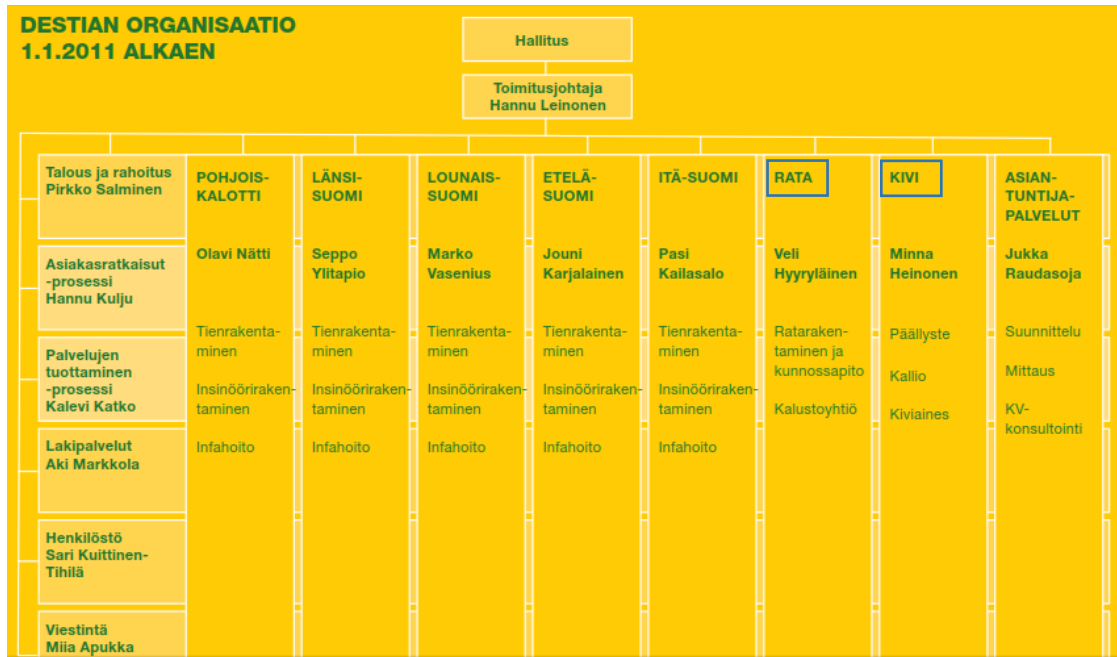 DESTIAN ORGANISAATIO
1.1.2011 ALKAEN
Hallitus
Toimitusjohtaja
Hannu Leinonen
Talous ja rahoitus
Pirkko Salminen
Asiakasratkaisut
-prosessi
Hannu Kulju
Palvelujen
tuottaminen
-prosessi
Kalevi Katko
Lakipalvelut
Aki Markkola
Henkilöstö
Sari Kuittinen-
Tihilä
Viestintä
Miia Apukka
POHJOIS-
KALOTTI
Olavi Nätti
Tienrakenta-
minen
Insinööriraken-
taminen
Infahoito
LÄNSI-
SUOMI
Seppo
Ylitapio
Tienrakenta-
minen
Insinööriraken-
taminen
Infahoito
LOUNAIS-
SUOMI
Marko
Vasenius
Tienrakenta-
minen
Insinööriraken-
taminen
Infahoito
ETELÄ-
SUOMI
Jouni
Karjalainen
Tienrakenta-
minen
Insinööriraken-
taminen
Infahoito
ITÄ-SUOMI
Pasi
Kailasalo
Tienrakenta-
minen
Insinööriraken-
taminen
Infahoito
RATA
Veli
Hyyryläinen
Rataraken-
taminen ja
kunnossapito
Kalustoyhtiö
KIVI
Minna
Heinonen
Päällyste
Kallio
Kiviaines
ASIAN-
TUNTIJA-
PALVELUT
Jukka
Raudasoja
Suunnittelu
Mittaus
KV-
konsultointi